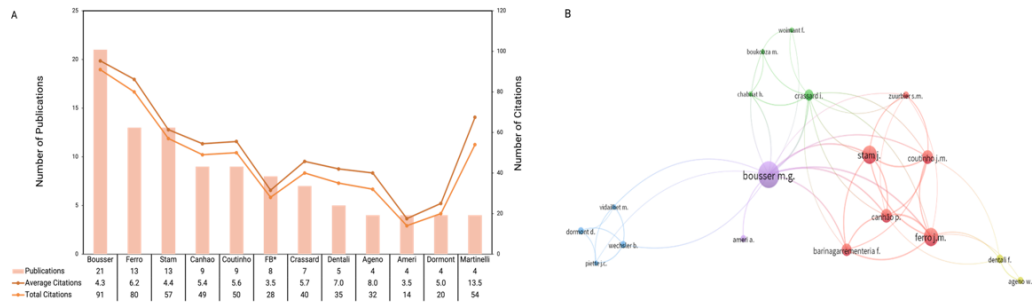 A
Number of Publications
25
20
15
10
5
0
Number of Citations
120
100
80
60
40
20
0
Bousser Ferro Stam Canhao Coutinho FB* Crassard Dentali Ageno Ameri Dormont Martinelli
Publications 21 13 13 9 9 8 7 5 4 4 4 4
Average Citations 4.3 6.2 4.4 5.4 5.6 3.5 5.7 7.0 8.0 3.5 5.0 13.5
Total Citations 91 80 57 49 50 28 40 35 32 14 20 54
B
woimant f.
boukobza m.
chabriat h.
crassard i.
zuurbier s.m.
stam j.
coutinho j.m.
bousser m.g.
vidailhet m.
canhão p.
dormont d.
wechsler b.
ameri a.
ferro j.m.
barinagarrementeria f.
piette j.c.
dentali f.
ageno w.